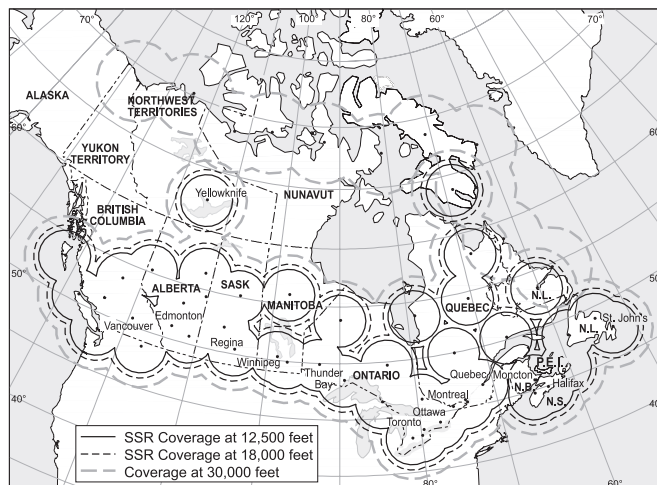 120°
100°
80°
60°
70°
ALASKA
NORTHWEST
TERRITORIES
60°
YUKON
TERRITORY
60°
Yellowknife
NUNAVUT
BRITISH
COLUMBIA
50°
50°
ALBERTA
SASK
MANITOBA
QUEBEC
N.L.
St. John's
N.L.
Edmonton
Vancouver
Regina
Winnipeg
Thunder
Bay
ONTARIO
Quebec
Moncton
P.E.I.
Halifax
N.B.
N.S.
Montreal
Ottawa
Toronto
40°
40°
SSR Coverage at 12,500 feet
SSR Coverage at 18,000 feet
Coverage at 30,000 feet
80°
70°
60°